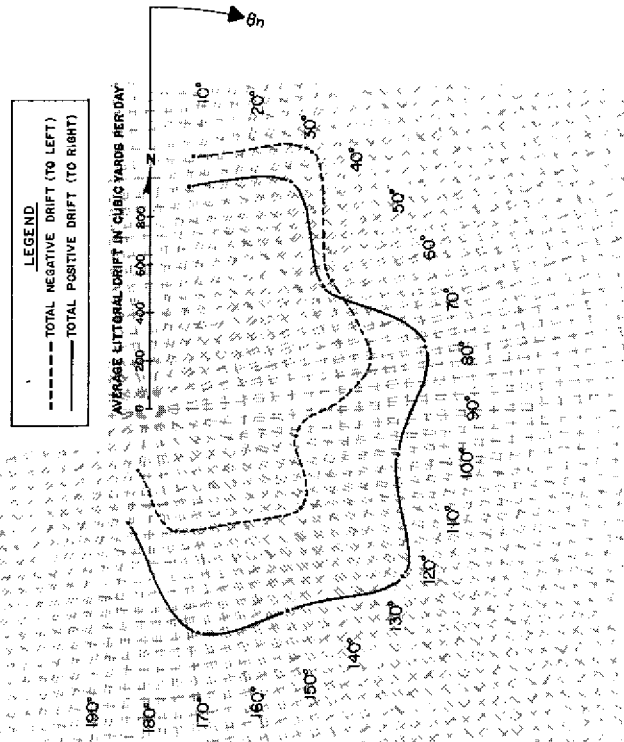 LEGEND
TOTAL NEGATIVE DRIFT (TO LEFT)
TOTAL POSITIVE DRIFT (TO RIGHT)
AVERAGE LITTORAL DRIFT IN CUBIC YARDS PER DAY
0 200 400 600 800
N
θn
10°
20°
30°
40°
50°
60°
70°
80°
90°
100°
110°
120°
130°
140°
150°
160°
170°
180°
190°